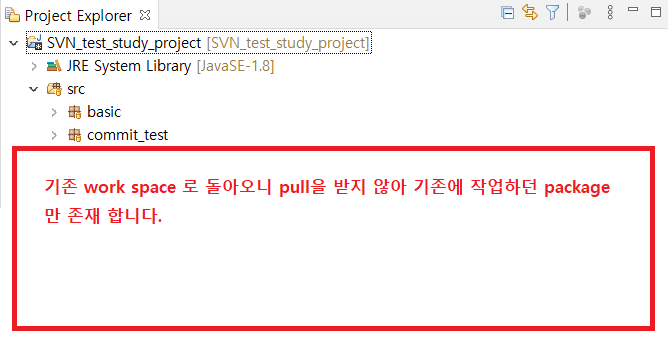 Project Explorer
SVN_test_study_project [SVN_test_study_project]
JRE System Library [JavaSE-1.8]
src
basic
commit_test
기존 work space 로 돌아오니 pull을 받지 않아 기존에 작업하던 package
만 존재 합니다.